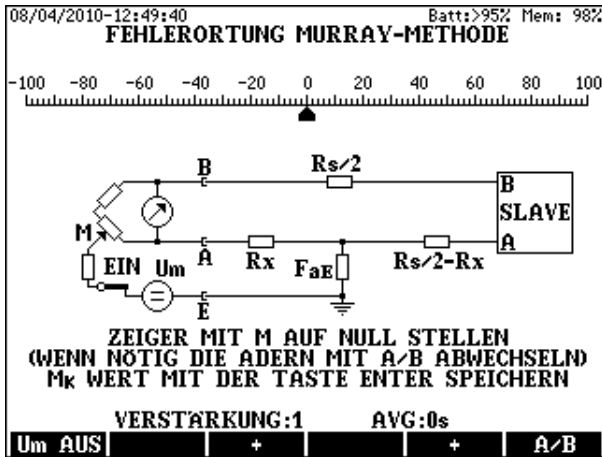 08/04/2010-12:49:40 Batt:>95% Mem: 98%
FEHLERORTUNG MURRAY-METHODE
-100 -80 -60 -40 -20 0 20 40 60 80 100
B Rs/2
B
SLAVE
A
M
EIN Um A Rx FaE Rs/2-Rx
E
ZEIGER MIT M AUF NULL STELLEN
(WENN NÖTIG DIE ADERN MIT A/B ABWECHSELN)
MK WERT MIT DER TASTE ENTER SPEICHERN
VERSTÄRKUNG:1 AVG:0s
Um AUS + + A/B